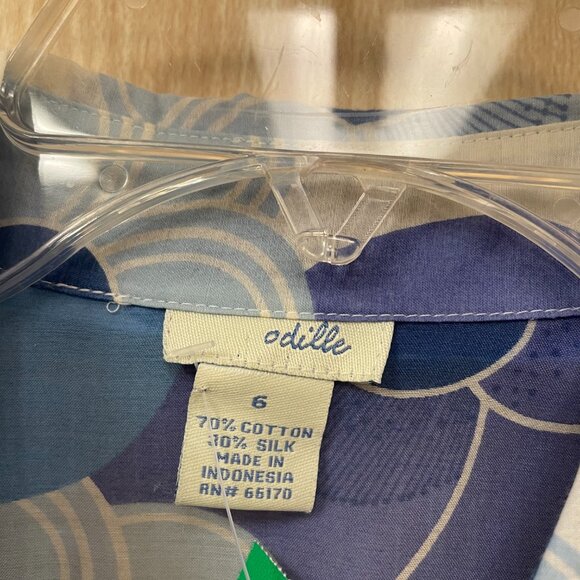 odille
6
70% COTTON
30% SILK
MADE IN
INDONESIA
RN# 66170